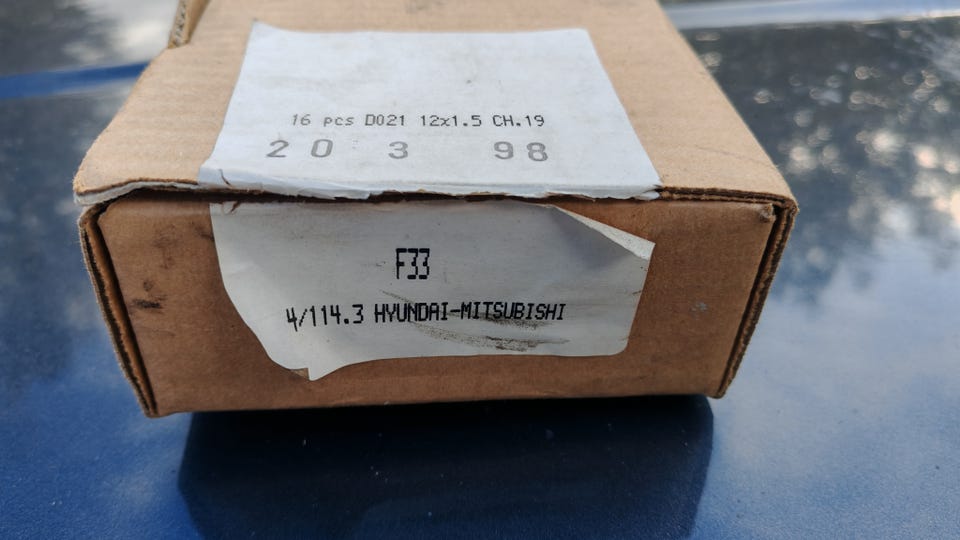 16 pcs D021 12x1.5 CH.19
20 3 98
F33
4/114.3 HYUNDAI-MITSUBISHI